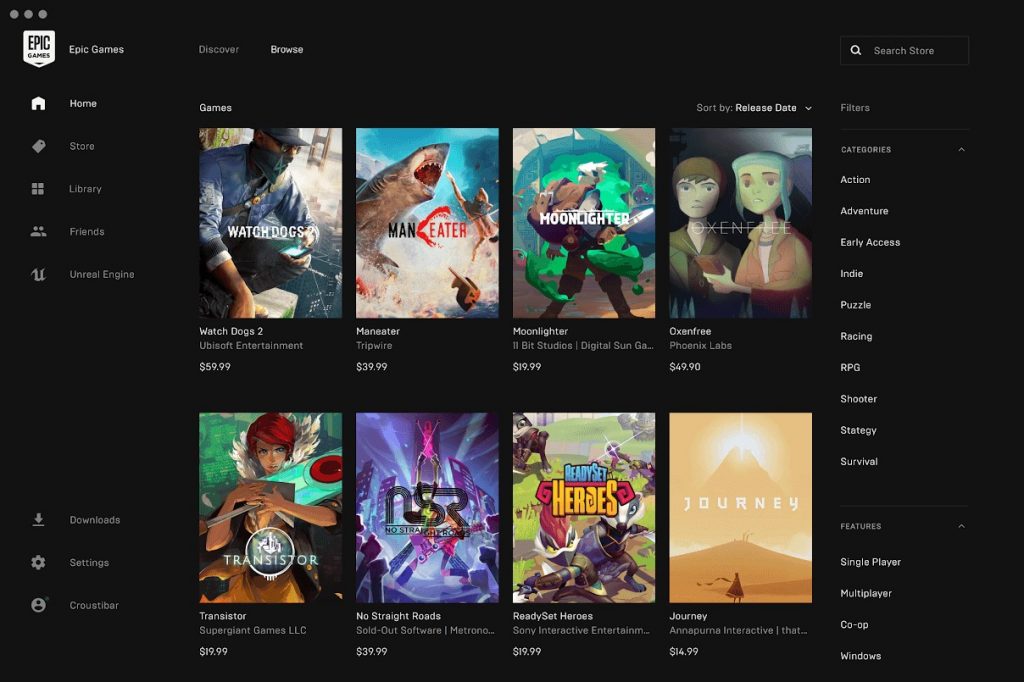 EPIC
GAMES
Epic Games
Discover
Browse
Search Store
Home
Store
Library
Friends
Unreal Engine
Downloads
Settings
Croustibar
Games
Sort by: Release Date
WATCH DOGS 2
MANEATER
MOONLIGHTER
OXENFREE
Watch Dogs 2
Ubisoft Entertainment
$59.99
Maneater
Tripwire
$39.99
Moonlighter
11 Bit Studios | Digital Sun Ga...
$19.99
Oxenfree
Phoenix Labs
$49.90
TRANSISTOR
NSR
NO STRAIGHT ROADS
READYSET
HEROES
JOURNEY
Transistor
Supergiant Games LLC
$19.99
No Straight Roads
Sold-Out Software | Metrono...
$39.99
ReadySet Heroes
Sony Interactive Entertainm...
$19.99
Journey
Annapurna Interactive | that...
$14.99
Filters
CATEGORIES
Action
Adventure
Early Access
Indie
Puzzle
Racing
RPG
Shooter
Stategy
Survival
FEATURES
Single Player
Multiplayer
Co-op
Windows